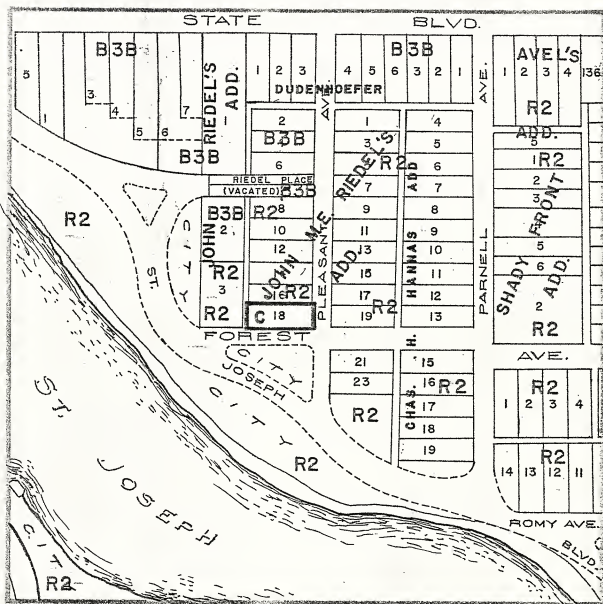 STATE BLVD.
B3B B3B AVEL'S
5 3 4 5 6 7 1
RIEDEL'S ADD.
1 2 3 4 5 6 3 2 1 1 2 3 4 136
DUDENHOEFER
AVE. AVE.
R2
ADD.
2 1 4 5
B3B 3 5 1 R2
B3B 6 R2 6 2
RIEDEL PLACE
(VACATED) B3B
7 7 3
R2 B3B R2 8 9 8
2 10 11 9 5
12 13 10 6
R2 15 11
3 16 R2 17 12 2
R2 C 18 19 R2 13 R2
JOHN
JOHN M.E. RIEDEL'S ADD.
CHAS. H. HANNAS ADD
SHADY FRONT ADD.
PLEASANT
PARNELL
CITY
ST.
FOREST AVE.
CITY
JOSEPH
21 15
23 16 R2 R2
R2 17 1 2 3 4
18
19 R2
14 13 12 11
CITY
R2
ROMY AVE.
BLVD.
ST. JOSEPH
CITY
R2